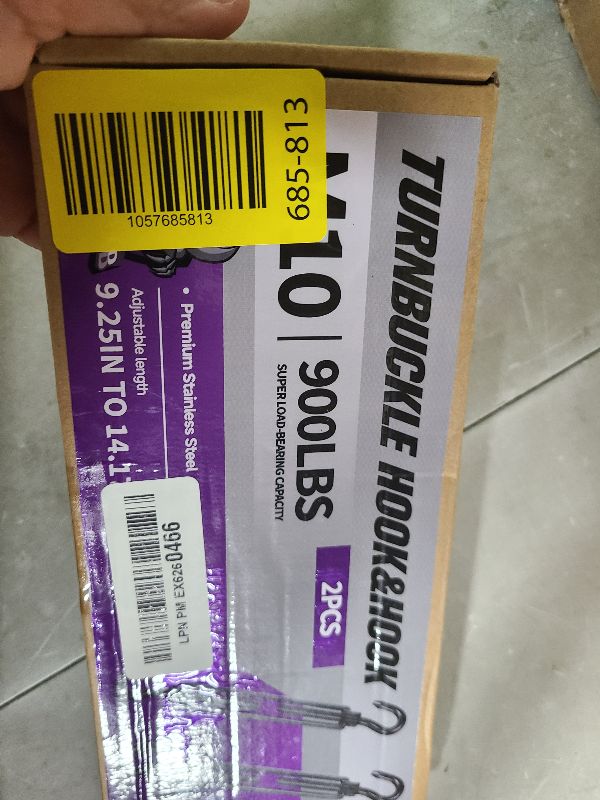 TURNBUCKLE HOOK&HOOK
M10 | 900LBS
SUPER LOAD-BEARING CAPACITY
2PCS
• Premium Stainless Steel
Adjustable length
9.25IN TO 14.1
1057685813
685-813
LPN PM EX6260466